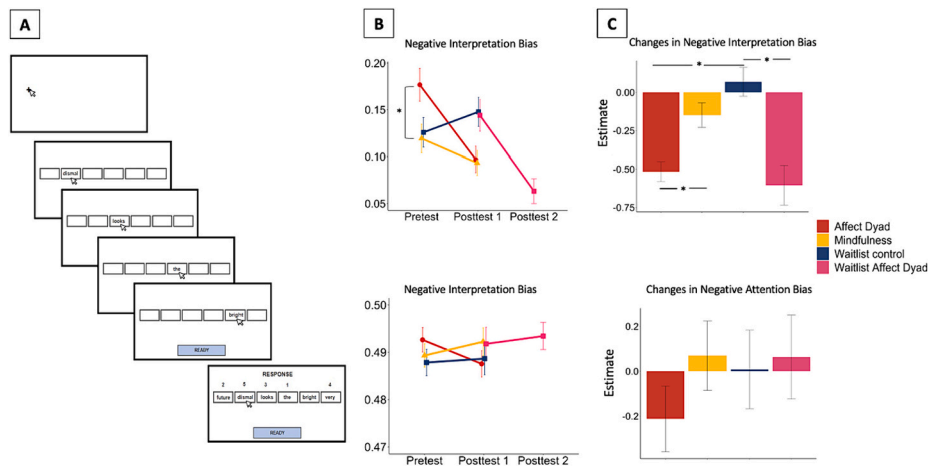 A
dismal
looks
the
bright
READY
RESPONSE
2 5 3 1 4
future dismal looks the bright very
READY
B
Negative Interpretation Bias
0.20
0.15
*
0.10
0.05
Pretest Posttest 1 Posttest 2
Negative Interpretation Bias
0.50
0.49
0.48
0.47
Pretest Posttest 1 Posttest 2
C
Changes in Negative Interpretation Bias
* *
0.00
-0.25
Estimate
-0.50
*
-0.75
Affect Dyad
Mindfulness
Waitlist control
Waitlist Affect Dyad
Changes in Negative Attention Bias
0.2
Estimate
0.0
-0.2